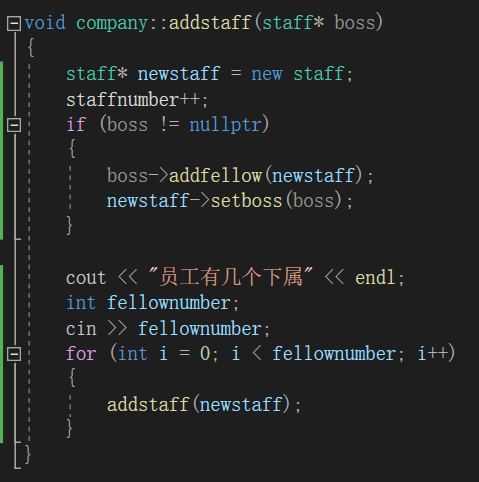 void company::addstaff(staff* boss)
{
staff* newstaff = new staff;
staffnumber++;
if (boss != nullptr)
{
boss->addfellow(newstaff);
newstaff->setboss(boss);
}
cout << "员工有几个下属" << endl;
int fellownumber;
cin >> fellownumber;
for (int i = 0; i < fellownumber; i++)
{
addstaff(newstaff);
}
}